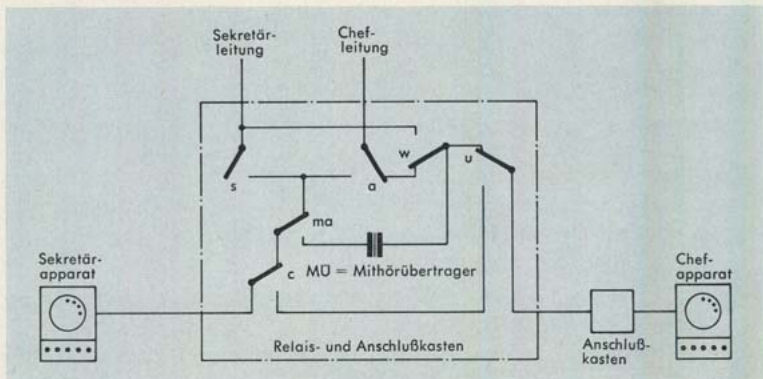 Sekretär-
leitung
Chef-
leitung
s
a
w
u
ma
c
MÜ = Mithörübertrager
Sekretär-
apparat
Chef-
apparat
Relais- und Anschlußkasten
Anschluß-
kasten